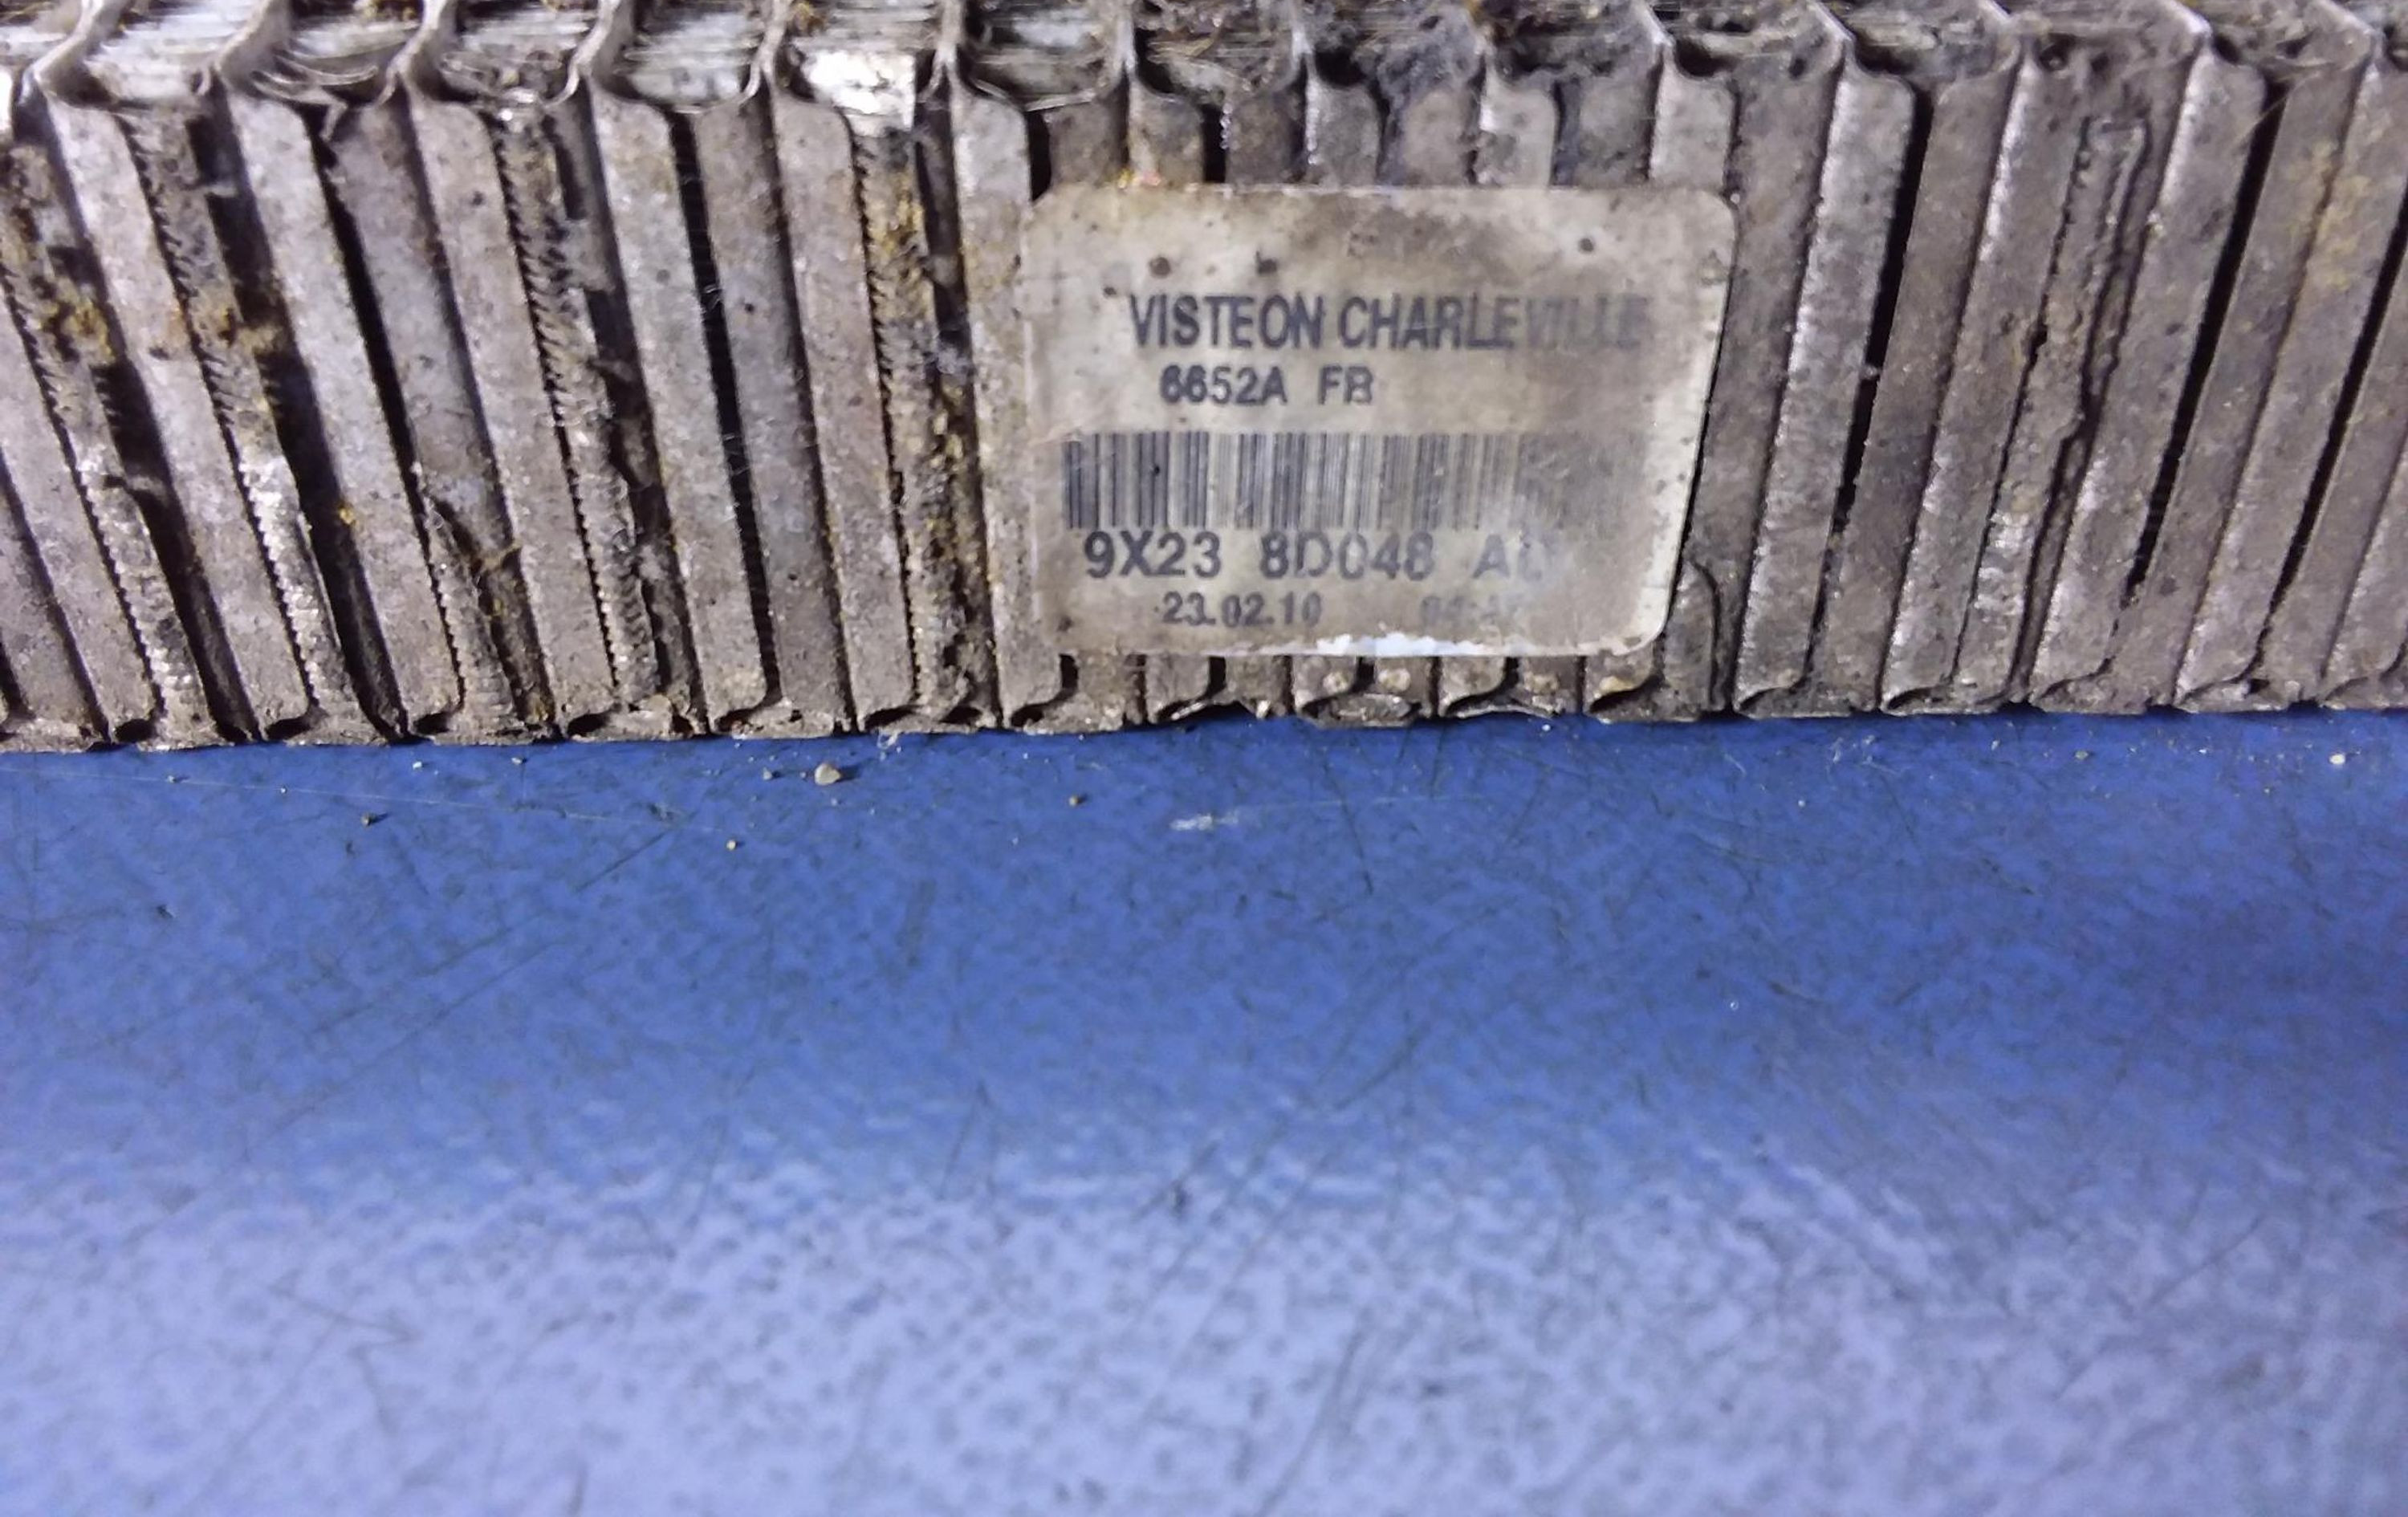 VISTEON CHARLEVILLE
6652A FB
9X23 8D048
23.02.10